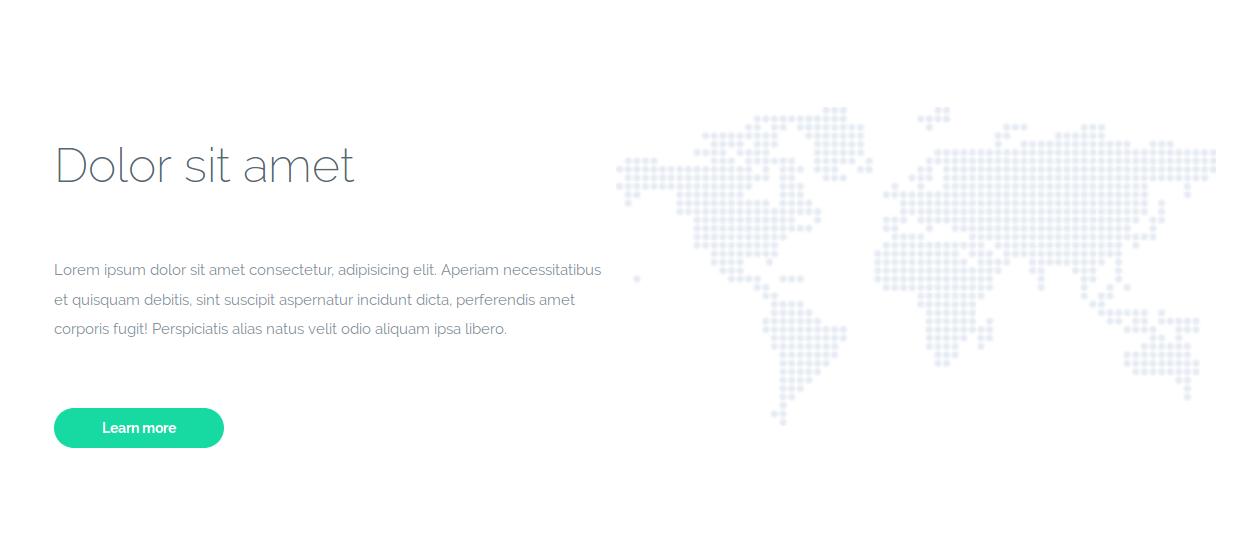 Dolor sit amet
Lorem ipsum dolor sit amet consectetur, adipisicing elit. Aperiam necessitatibus
et quisquam debitis, sint suscipit aspernatur incidunt dicta, perferendis amet
corporis fugit! Perspiciatis alias natus velit odio aliquam ipsa libero.
Learn more